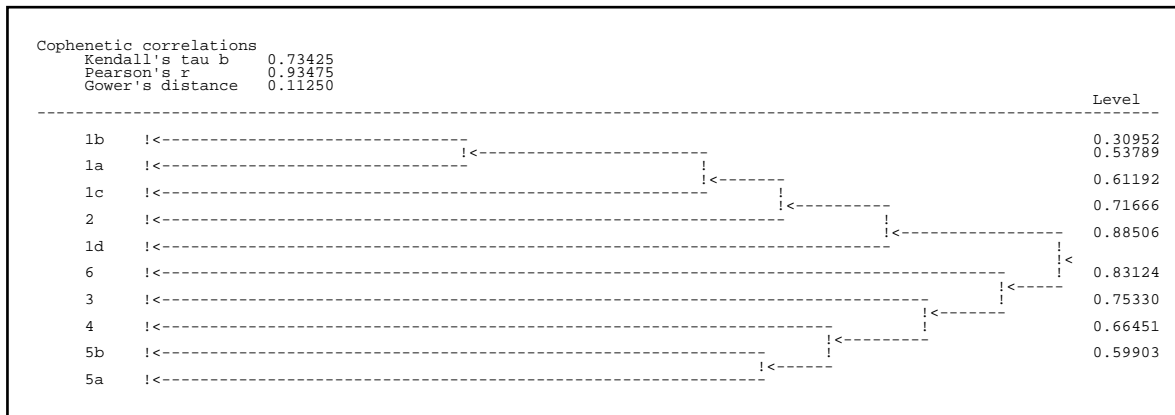 Cophenetic correlations
Kendall's tau b 0.73425
Pearson's r 0.93475
Gower's distance 0.11250
Level
1b 0.30952
0.53789
1a
0.61192
1c
0.71666
2
0.88506
1d
6 0.83124
3 0.75330
4 0.66451
5b 0.59903
5a